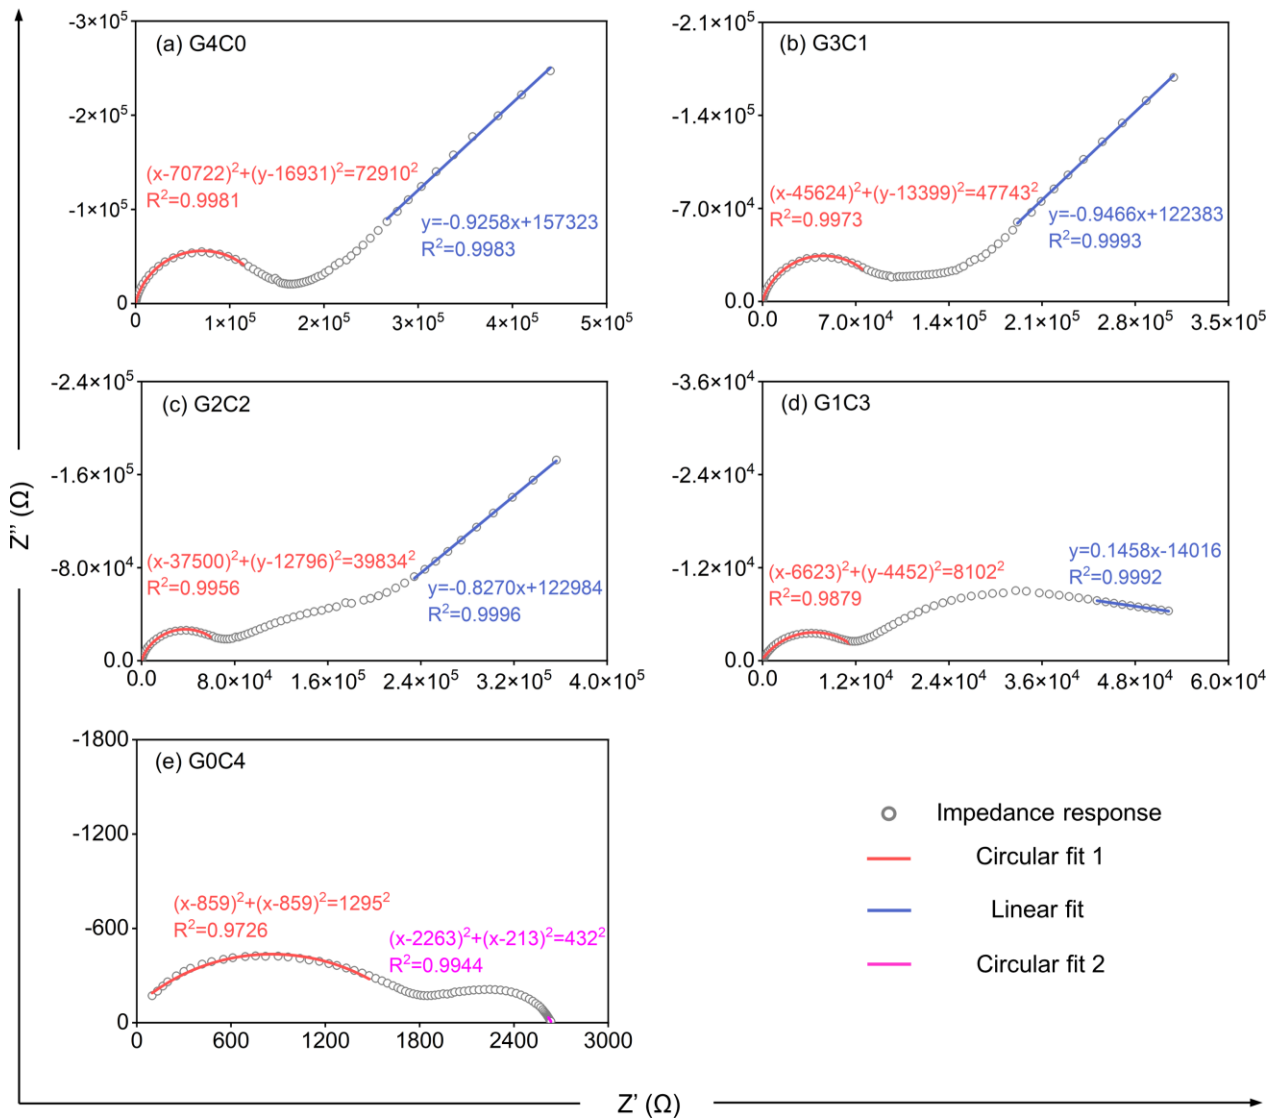 Z'' (Ω)
(a) G4C0
-3×10⁵
-2×10⁵
-1×10⁵
0
(x-70722)²+(y-16931)²=72910²
R²=0.9981
y=-0.9258x+157323
R²=0.9983
0 1×10⁵ 2×10⁵ 3×10⁵ 4×10⁵ 5×10⁵
(b) G3C1
-2.1×10⁵
-1.4×10⁵
-7.0×10⁴
0.0
(x-45624)²+(y-13399)²=47743²
R²=0.9973
y=-0.9466x+122383
R²=0.9993
0.0 7.0×10⁴ 1.4×10⁵ 2.1×10⁵ 2.8×10⁵ 3.5×10⁵
(c) G2C2
-2.4×10⁵
-1.6×10⁵
-8.0×10⁴
0.0
(x-37500)²+(y-12796)²=39834²
R²=0.9956
y=-0.8270x+122984
R²=0.9996
0.0 8.0×10⁴ 1.6×10⁵ 2.4×10⁵ 3.2×10⁵ 4.0×10⁵
(d) G1C3
-3.6×10⁴
-2.4×10⁴
-1.2×10⁴
0.0
(x-6623)²+(y-4452)²=8102²
R²=0.9879
y=0.1458x-14016
R²=0.9992
0.0 1.2×10⁴ 2.4×10⁴ 3.6×10⁴ 4.8×10⁴ 6.0×10⁴
(e) G0C4
-1800
-1200
-600
0
(x-859)²+(x-859)²=1295²
R²=0.9726
(x-2263)²+(x-213)²=432²
R²=0.9944
0 600 1200 1800 2400 3000
Impedance response
Circular fit 1
Linear fit
Circular fit 2
Z' (Ω)